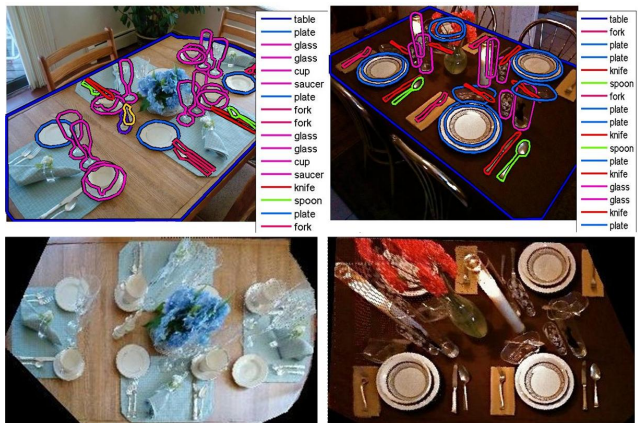 table
plate
glass
glass
cup
saucer
plate
fork
fork
glass
glass
cup
saucer
knife
spoon
plate
fork
table
fork
plate
plate
knife
spoon
fork
plate
plate
knife
spoon
plate
knife
glass
glass
knife
plate